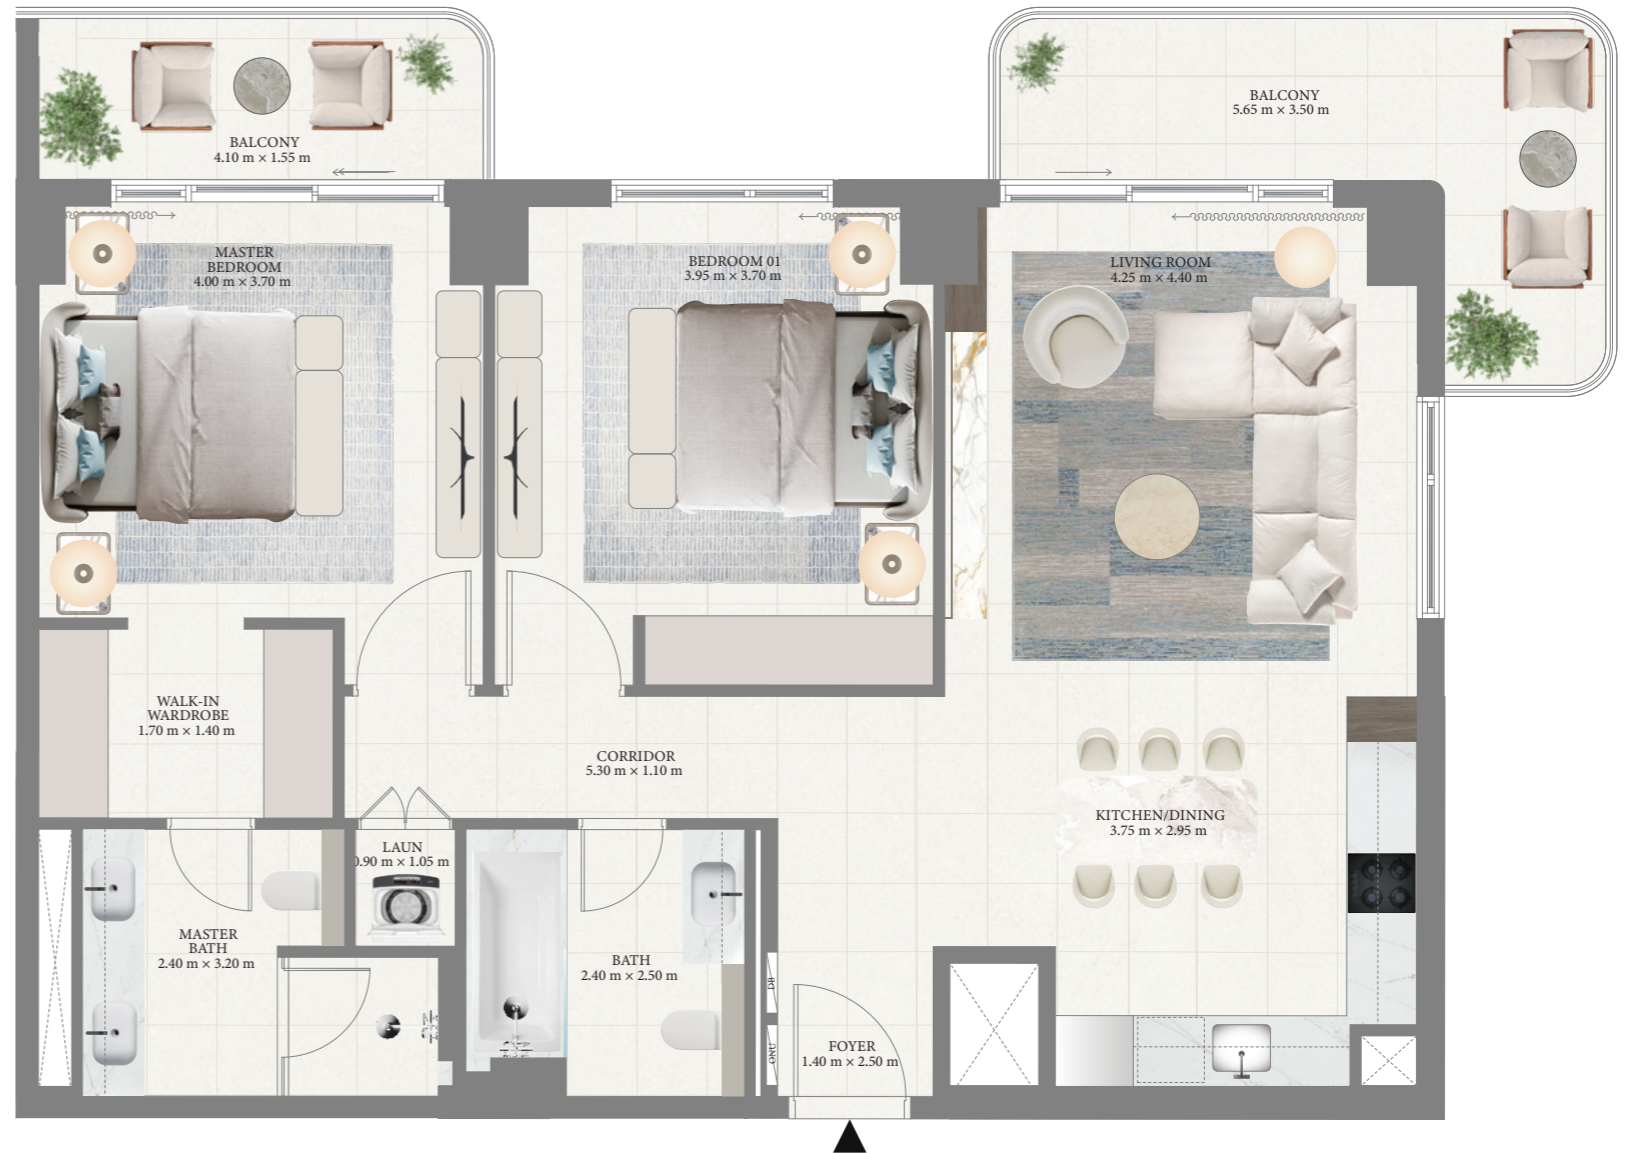 BALCONY
4.10 m × 1.55 m
BALCONY
5.65 m × 3.50 m
MASTER
BEDROOM
4.00 m × 3.70 m
BEDROOM 01
3.95 m × 3.70 m
LIVING ROOM
4.25 m × 4.40 m
WALK-IN
WARDROBE
1.70 m × 1.40 m
CORRIDOR
5.30 m × 1.10 m
KITCHEN/DINING
3.75 m × 2.95 m
LAUN
0.90 m × 1.05 m
MASTER
BATH
2.40 m × 3.20 m
BATH
2.40 m × 2.50 m
DB
ONU
FOYER
1.40 m × 2.50 m